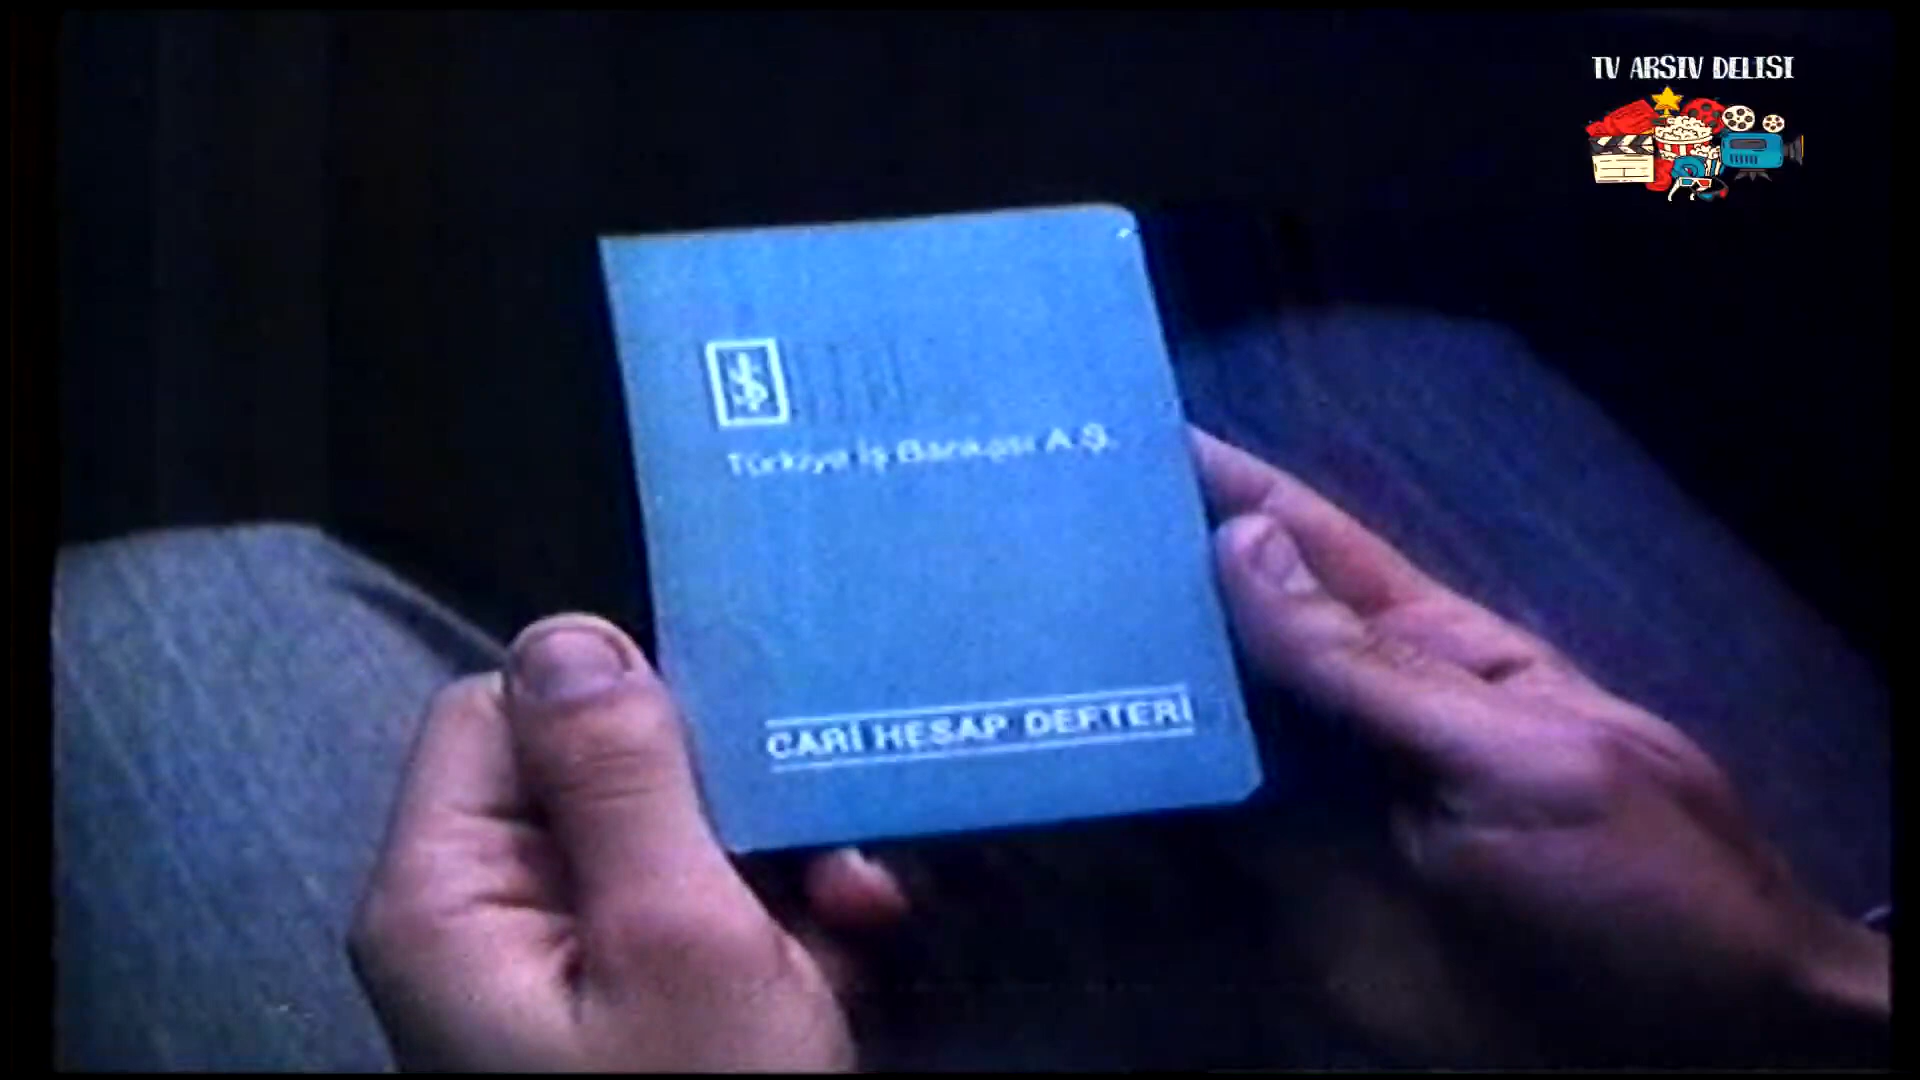 TV ARSIV DELISI
Türkiye İş Bankası A.Ş.
CARİ HESAP DEFTERİ